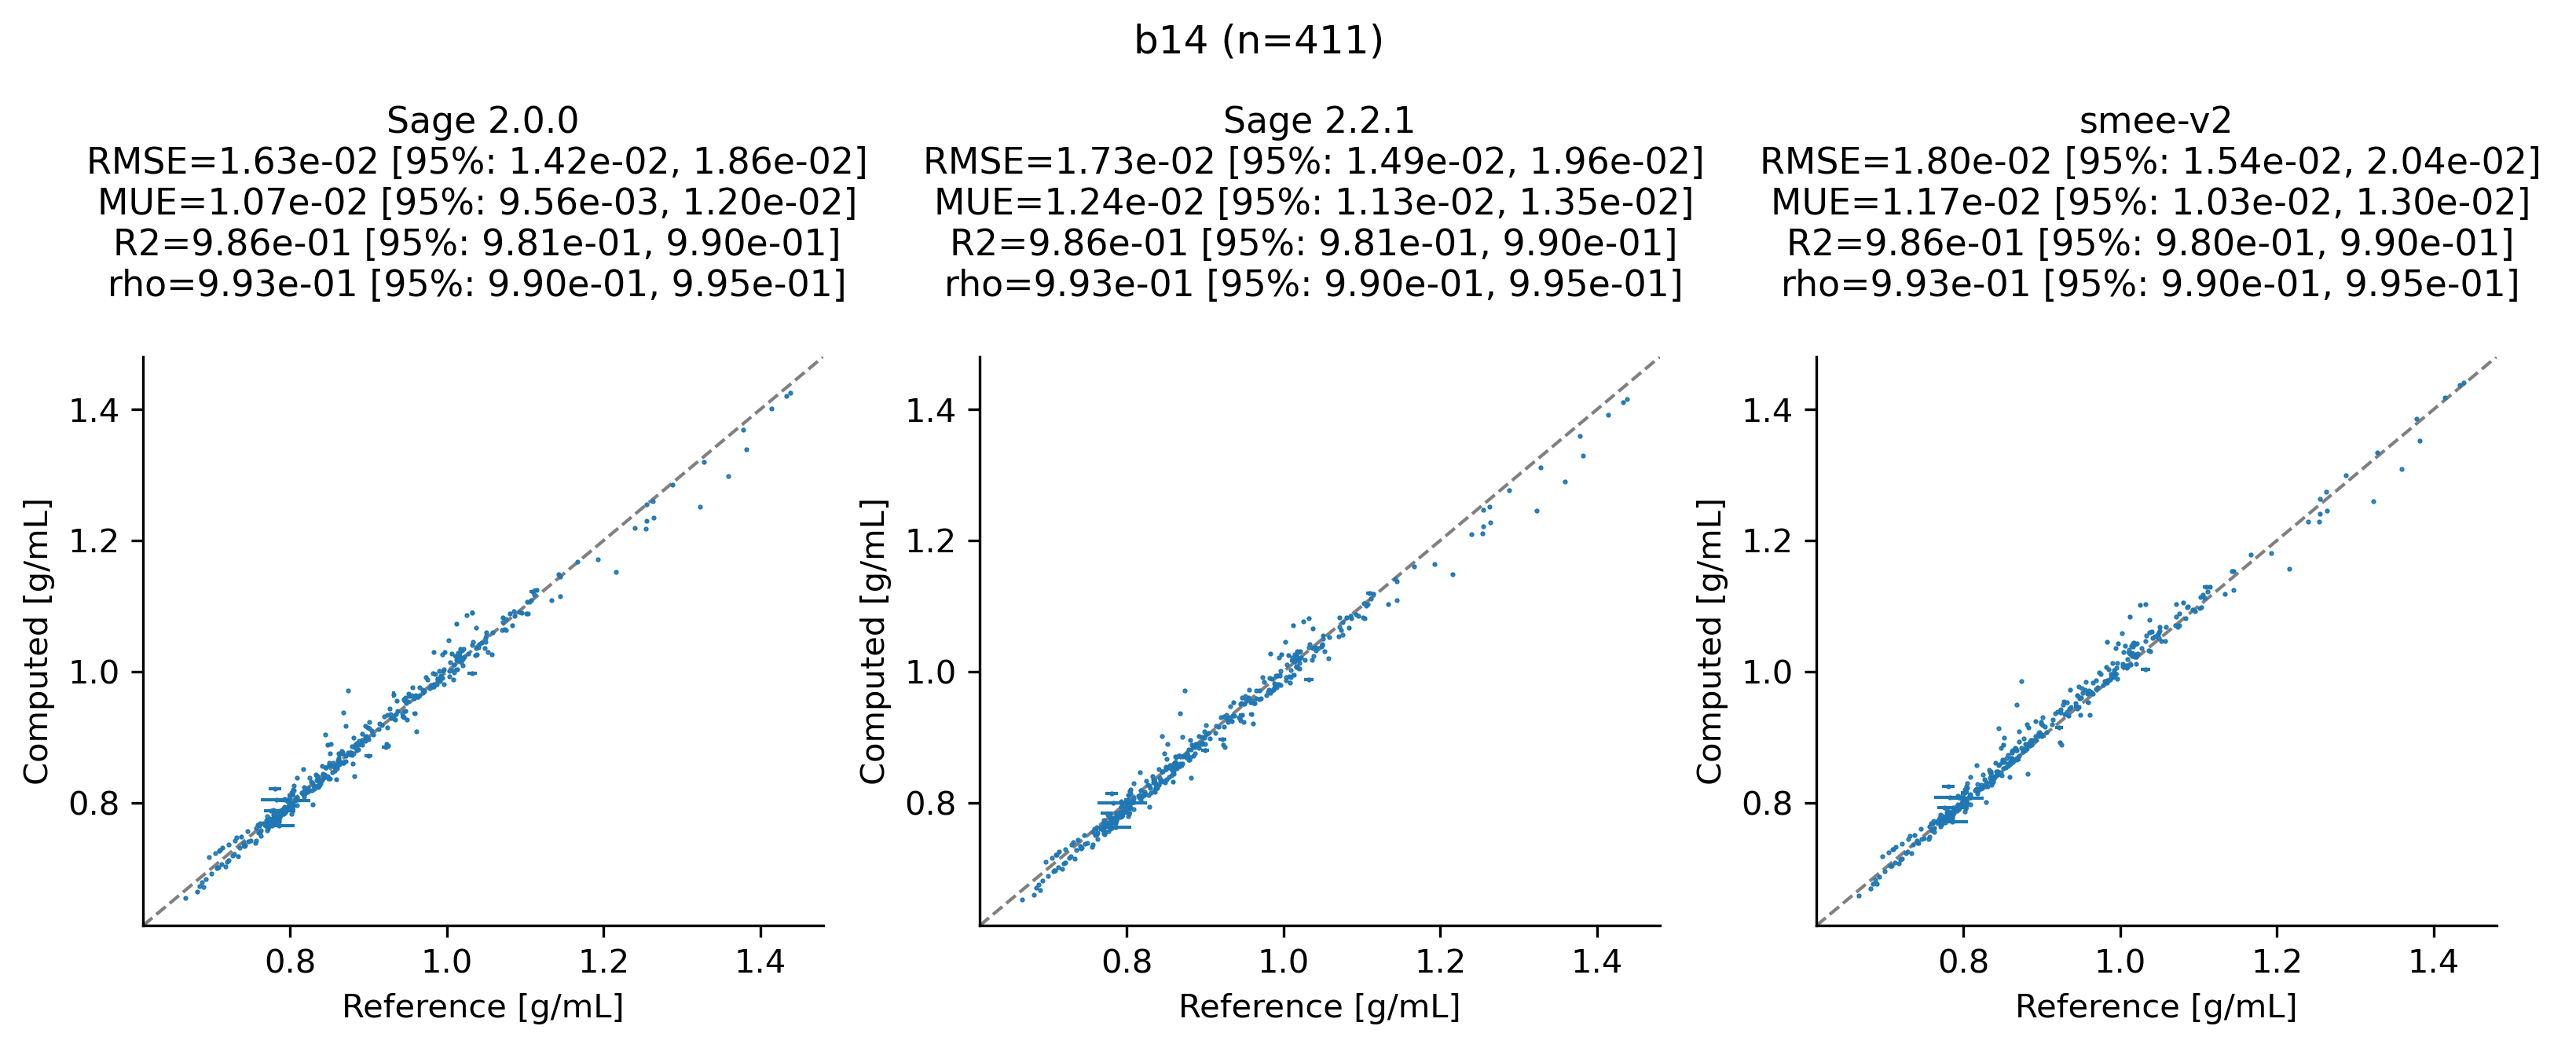 b14 (n=411)
Sage 2.0.0
RMSE=1.63e-02 [95%: 1.42e-02, 1.86e-02]
MUE=1.07e-02 [95%: 9.56e-03, 1.20e-02]
R2=9.86e-01 [95%: 9.81e-01, 9.90e-01]
rho=9.93e-01 [95%: 9.90e-01, 9.95e-01]
Computed [g/mL]
1.4
1.2
1.0
0.8
0.8 1.0 1.2 1.4
Reference [g/mL]
Sage 2.2.1
RMSE=1.73e-02 [95%: 1.49e-02, 1.96e-02]
MUE=1.24e-02 [95%: 1.13e-02, 1.35e-02]
R2=9.86e-01 [95%: 9.81e-01, 9.90e-01]
rho=9.93e-01 [95%: 9.90e-01, 9.95e-01]
Computed [g/mL]
1.4
1.2
1.0
0.8
0.8 1.0 1.2 1.4
Reference [g/mL]
smee-v2
RMSE=1.80e-02 [95%: 1.54e-02, 2.04e-02]
MUE=1.17e-02 [95%: 1.03e-02, 1.30e-02]
R2=9.86e-01 [95%: 9.80e-01, 9.90e-01]
rho=9.93e-01 [95%: 9.90e-01, 9.95e-01]
Computed [g/mL]
1.4
1.2
1.0
0.8
0.8 1.0 1.2 1.4
Reference [g/mL]